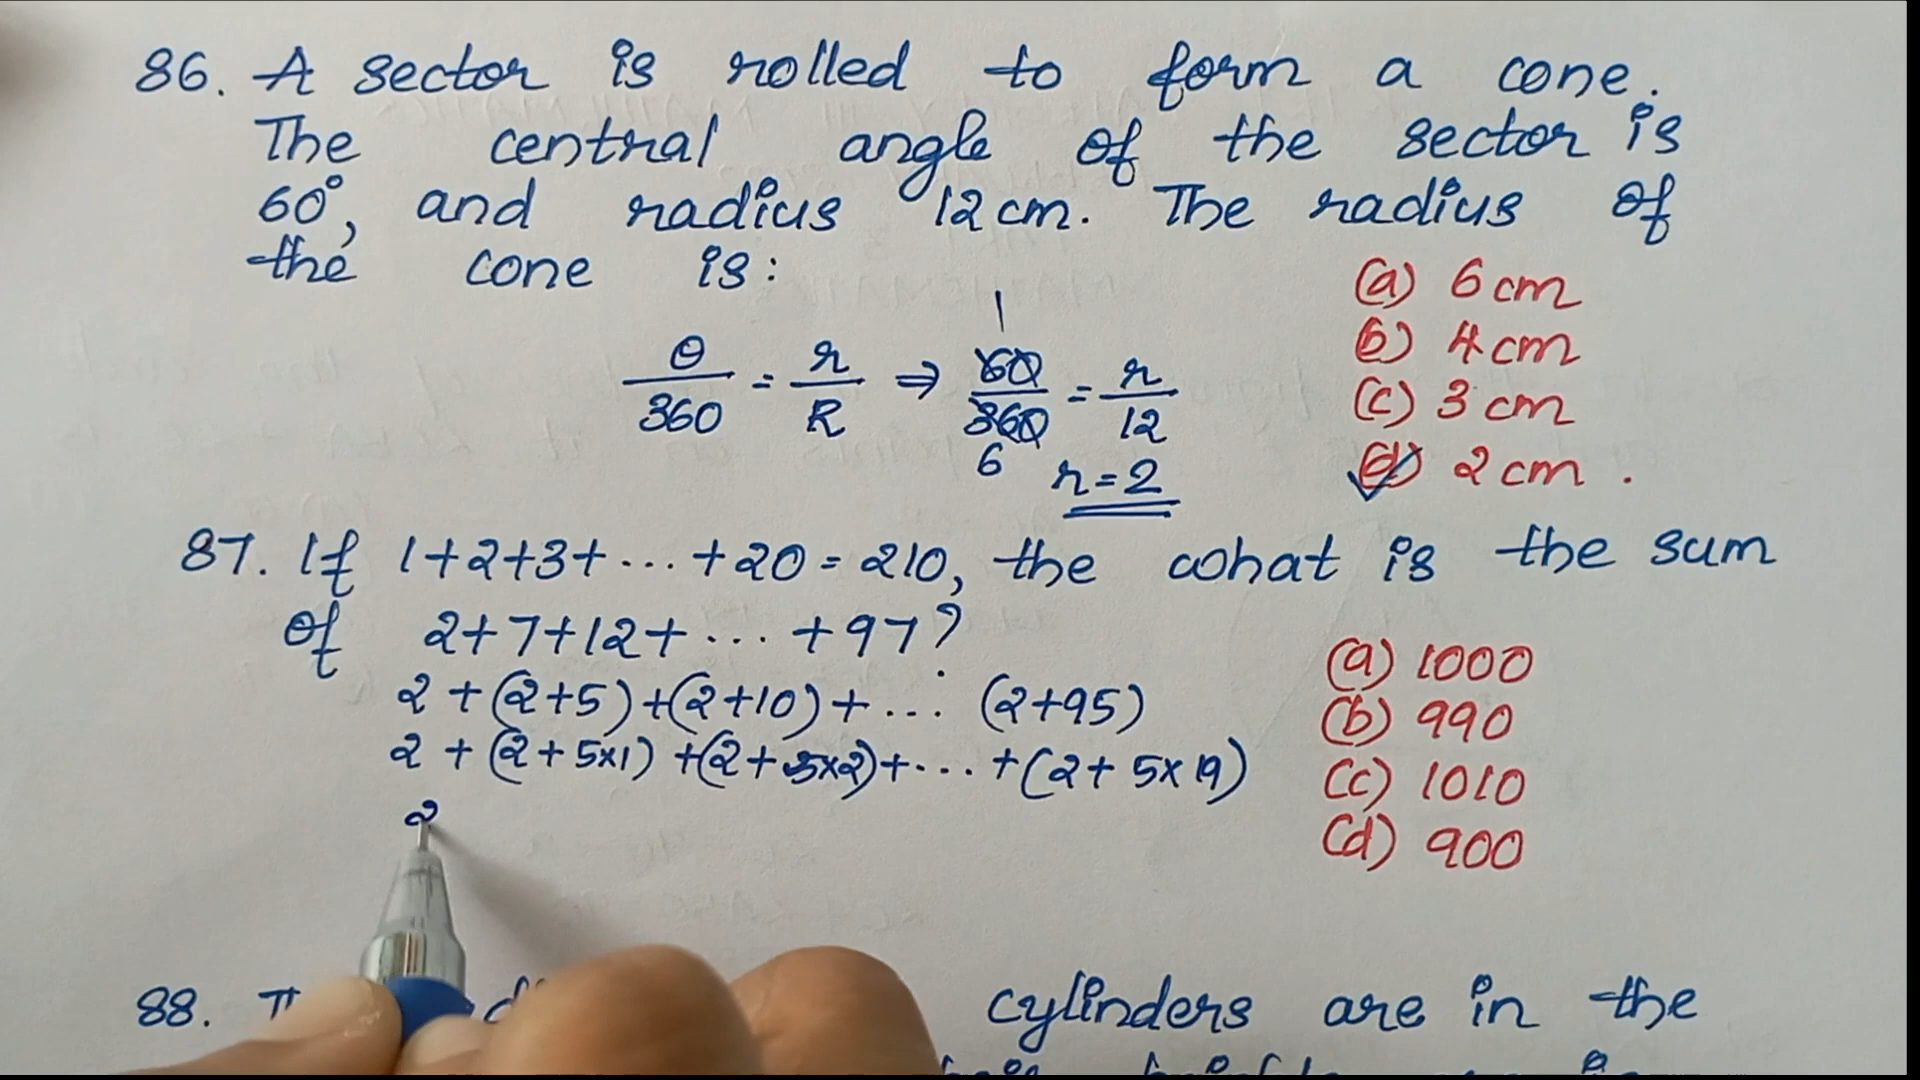 86. A sector is rolled to form a cone.
The central angle of the sector is
60°, and radius 12 cm. The radius of
the cone is:
(a) 6 cm
(b) 4 cm
(c) 3 cm
(d) 2 cm .
θ/360 = r/R ⇒ 60/360 = r/12
1
6
r = 2
87. If 1+2+3+...+20 = 210, the what is the sum
of 2+7+12+...+97?
(a) 1000
(b) 990
(c) 1010
(d) 900
2 + (2+5)+(2+10)+... (2+95)
2 + (2+5×1)+(2+5×2)+...+(2+5×19)
2
88. cylinders are in the